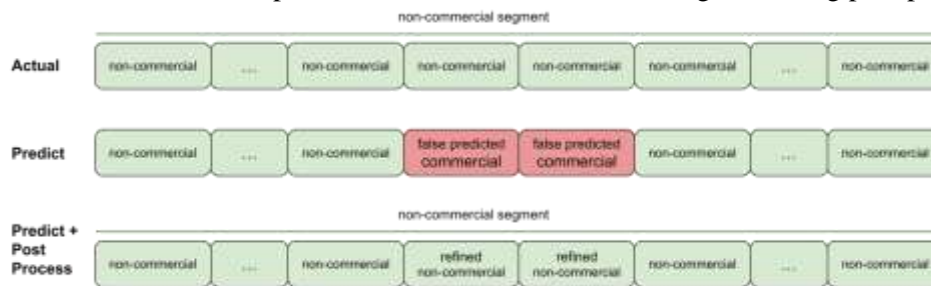 non-commercial segment
Actual
non-commercial
...
non-commercial
non-commercial
non-commercial
non-commercial
...
non-commercial
Predict
non-commercial
...
non-commercial
false predicted
commercial
false predicted
commercial
non-commercial
...
non-commercial
non-commercial segment
Predict +
Post
Process
non-commercial
...
non-commercial
refined
non-commercial
refined
non-commercial
non-commercial
...
non-commercial